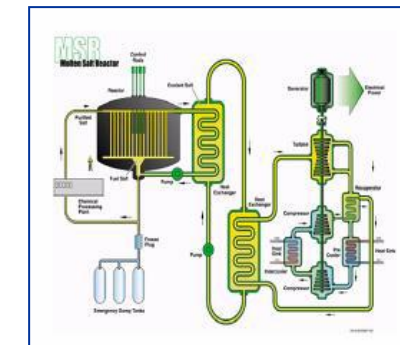 MSR
Molten Salt Reactor
Control
Rods
Reactor
Coolant Salt
Purified
Salt
Fuel Salt
Pump
Chemical
Processing
Plant
Freeze
Plug
Emergency Dump Tanks
Heat
Exchanger
Pump
Heat
Exchanger
Generator
Electrical
Power
Turbine
Recuperator
Compressor
Heat
Sink
Pre
Cooler
Heat Sink
Intercooler
Compressor